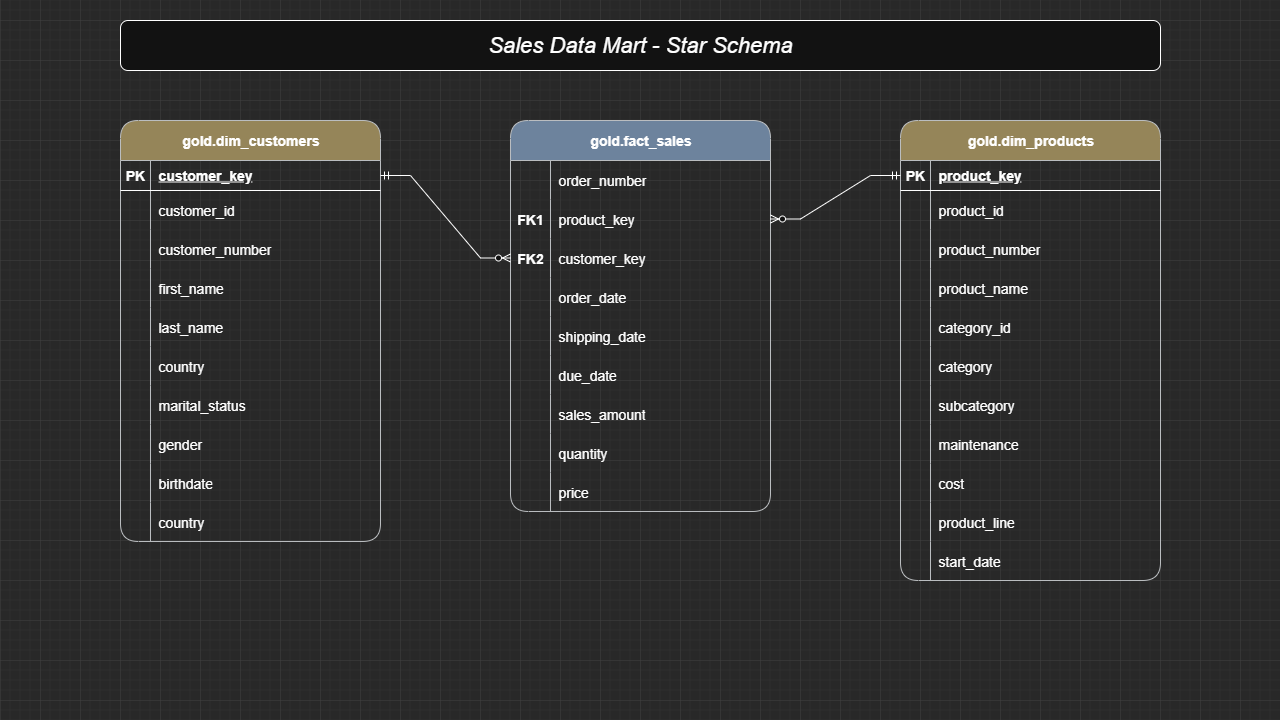 Sales Data Mart - Star Schema
gold.dim_customers
PK customer_key
customer_id
customer_number
first_name
last_name
country
marital_status
gender
birthdate
country
gold.fact_sales
order_number
FK1 product_key
FK2 customer_key
order_date
shipping_date
due_date
sales_amount
quantity
price
gold.dim_products
PK product_key
product_id
product_number
product_name
category_id
category
subcategory
maintenance
cost
product_line
start_date